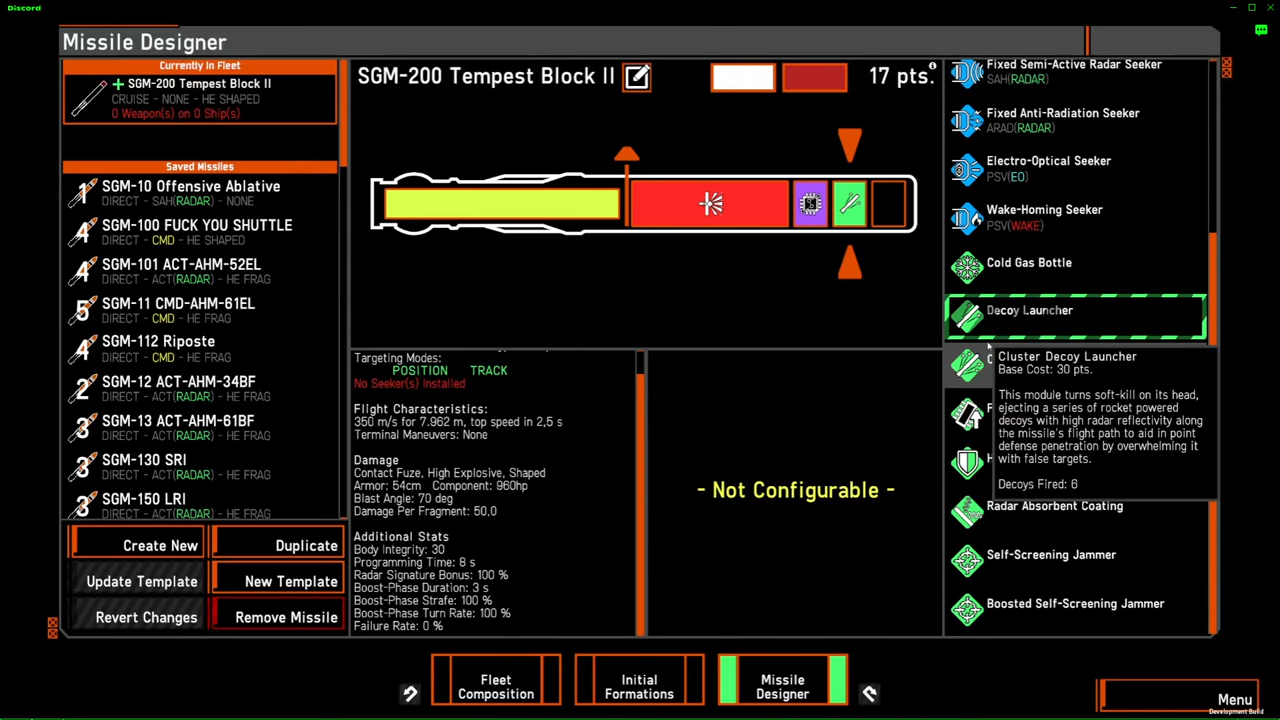 Discord
Missile Designer
Currently In Fleet
+ SGM-200 Tempest Block II
CRUISE - NONE - HE SHAPED
0 Weapon(s) on 0 Ship(s)
Saved Missiles
1 SGM-10 Offensive Ablative
DIRECT - SAH(RADAR) - NONE
4 SGM-100 FUCK YOU SHUTTLE
DIRECT - CMD - HE SHAPED
4 SGM-101 ACT-AHM-52EL
DIRECT - ACT(RADAR) - HE FRAG
5 SGM-11 CMD-AHM-61EL
DIRECT - CMD - HE FRAG
4 SGM-112 Riposte
DIRECT - CMD - HE FRAG
2 SGM-12 ACT-AHM-34BF
DIRECT - ACT(RADAR) - HE FRAG
3 SGM-13 ACT-AHM-61BF
DIRECT - ACT(RADAR) - HE FRAG
3 SGM-130 SRI
DIRECT - ACT(RADAR) - HE FRAG
3 SGM-150 LRI
DIRECT - ACT(RADAR) - HE FRAG
Create New
Duplicate
Update Template
New Template
Revert Changes
Remove Missile
SGM-200 Tempest Block II
17 pts.
Targeting Modes:
POSITION TRACK
No Seeker(s) Installed
Flight Characteristics:
350 m/s for 7.962 m, top speed in 2,5 s
Terminal Maneuvers: None
Damage
Contact Fuze, High Explosive, Shaped
Armor: 54cm Component: 960hp
Blast Angle: 70 deg
Damage Per Fragment: 50,0
Additional Stats
Body Integrity: 30
Programming Time: 8 s
Radar Signature Bonus: 100 %
Boost-Phase Duration: 3 s
Boost-Phase Strafe: 100 %
Boost-Phase Turn Rate: 100 %
Failure Rate: 0 %
- Not Configurable -
Fixed Semi-Active Radar Seeker
SAH(RADAR)
Fixed Anti-Radiation Seeker
ARAD(RADAR)
Electro-Optical Seeker
PSV(EO)
Wake-Homing Seeker
PSV(WAKE)
Cold Gas Bottle
Decoy Launcher
Cluster Decoy Launcher
Base Cost: 30 pts.
This module turns soft-kill on its head,
ejecting a series of rocket powered
decoys with high radar reflectivity along
the missile's flight path to aid in point
defense penetration by overwhelming it
with false targets.
Decoys Fired: 6
Radar Absorbent Coating
Self-Screening Jammer
Boosted Self-Screening Jammer
Fleet
Composition
Initial
Formations
Missile
Designer
Menu
Development Build